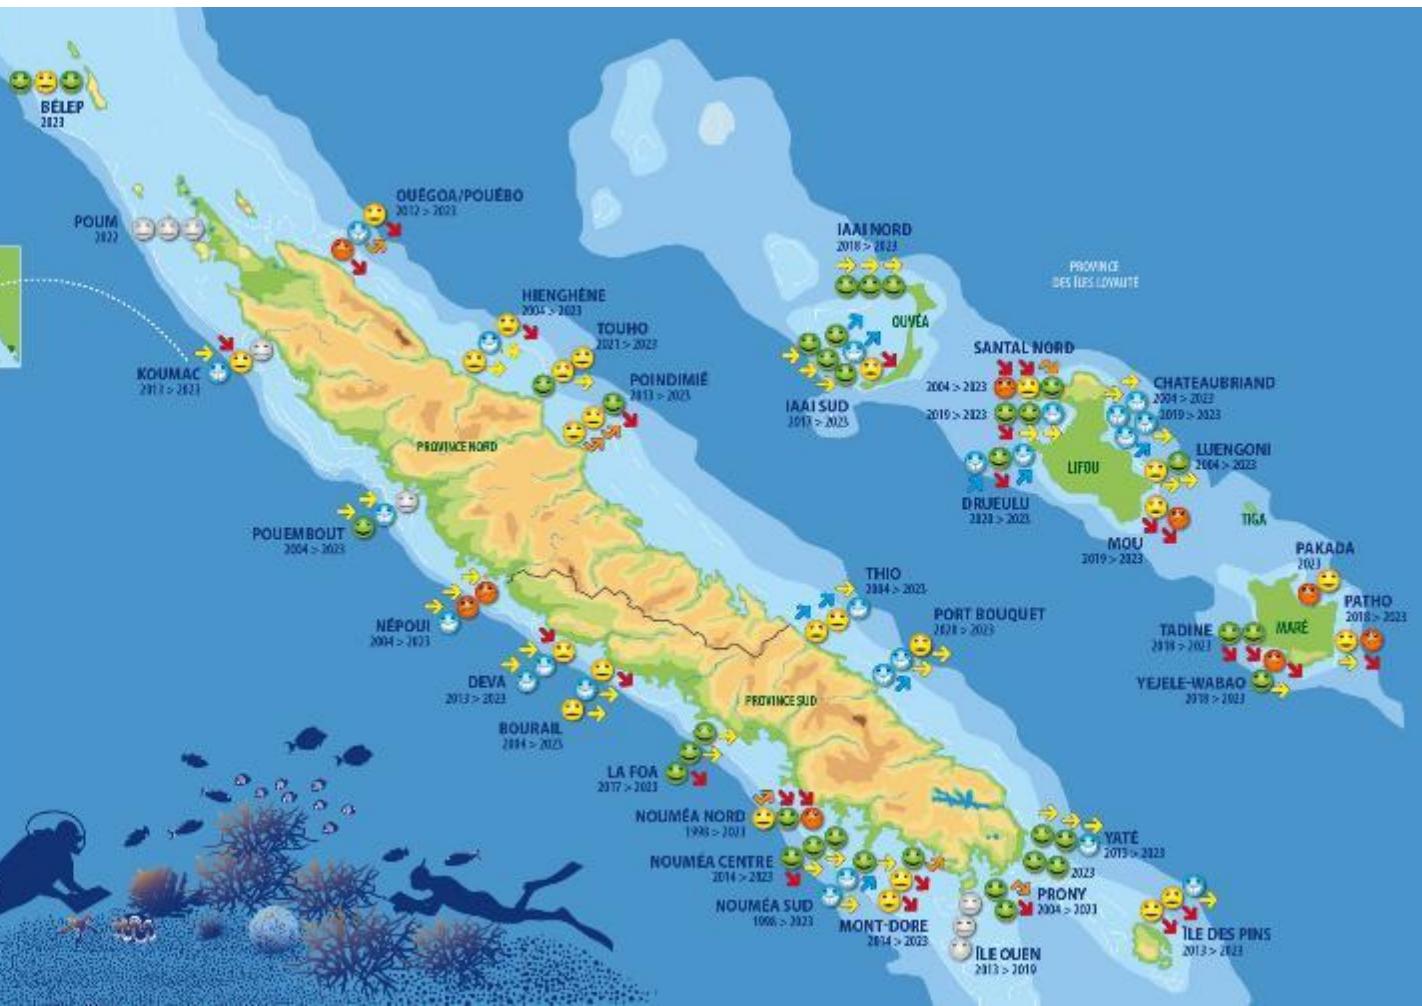 BÉLEP
2023
OUÉGOA/POUÉBO
2012 > 2023
POUM
2022
IAAI NORD
2018 > 2023
PROVINCE
DES ÎLES LOYAUTÉ
HIENGHÈNE
2004 > 2023
OUVÉA
TOUHO
2021 > 2023
SANTAL NORD
KOUMAC
2013 > 2023
POINDIMIÉ
2013 > 2023
2004 > 2023
CHATEAUBRIAND
2004 > 2023
2019 > 2023
2019 > 2023
IAAI SUD
2017 > 2023
PROVINCE NORD
LUENGONI
2004 > 2023
LIFOU
DRUEULU
2020 > 2023
TIGA
POUEMBOUT
2004 > 2023
MOU
2019 > 2023
PAKADA
2023
THIO
2004 > 2023
PATHO
2018 > 2023
PORT BOUQUET
2020 > 2023
NÉPOUI
2004 > 2023
TADINE
2018 > 2023
MARÉ
DEVA
2013 > 2023
YEJELE-WABAO
2018 > 2023
PROVINCE SUD
BOURAIL
2004 > 2023
LA FOA
2017 > 2023
NOUMÉA NORD
1998 > 2023
YATÉ
2013 > 2023
NOUMÉA CENTRE
2014 > 2023
2023
PRONY
2004 > 2023
NOUMÉA SUD
1998 > 2023
MONT-DORE
2014 > 2023
ÎLE DES PINS
2013 > 2023
ÎLE OUEN
2013 > 2019